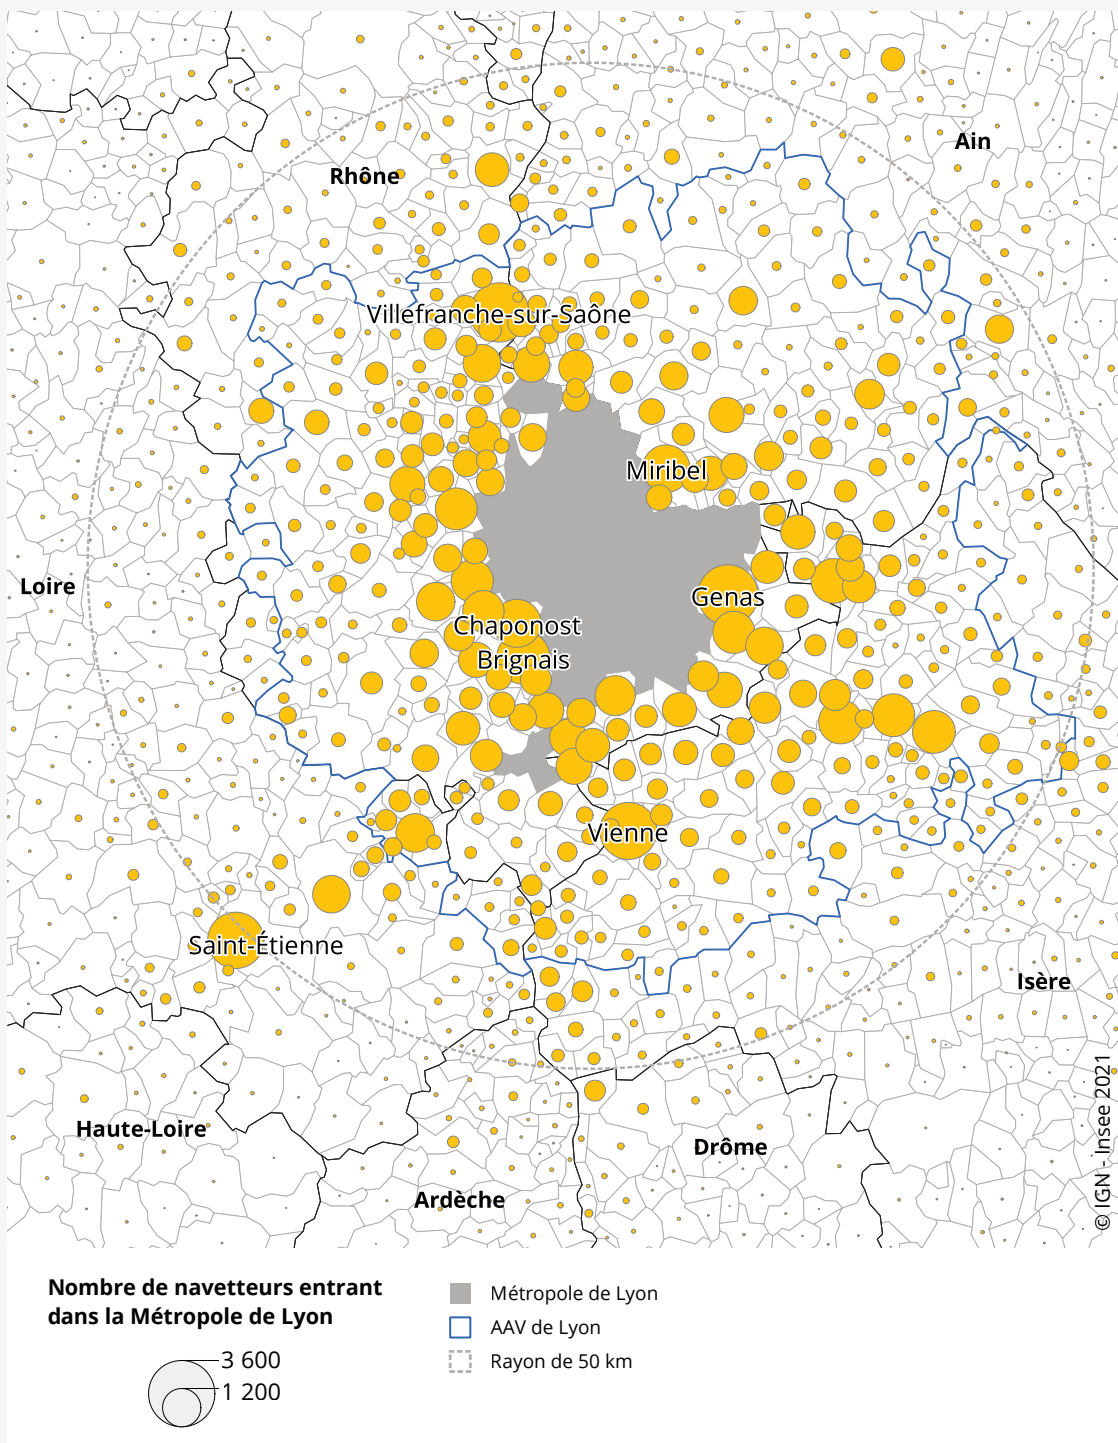 Ain
Rhône
Villefranche-sur-Saône
Miribel
Loire
Genas
Chaponost
Brignais
Vienne
Saint-Étienne
Isère
Haute-Loire
Drôme
Ardèche
© IGN - Insee 2021
Nombre de navetteurs entrant
dans la Métropole de Lyon
3 600
1 200
Métropole de Lyon
AAV de Lyon
Rayon de 50 km